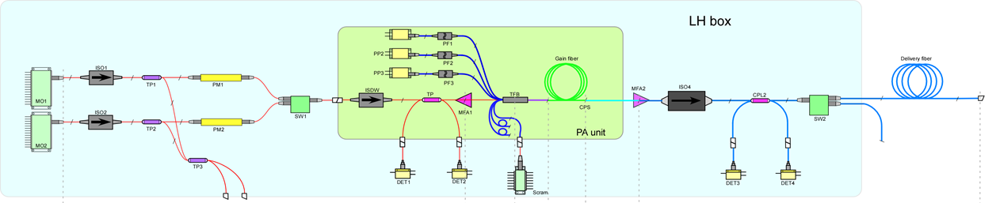 LH box
PP2
PP3
PF1
PF2
PF3
Gain fiber
Delivery fiber
ISO1
MO1
TP1
PM1
ISO2
MO2
TP2
PM2
SW1
ISDW
TP
MFA1
TFB
CPS
MFA2
ISO4
CPL2
SW2
PA unit
TP3
DET1
DET2
Scram
DET3
DET4